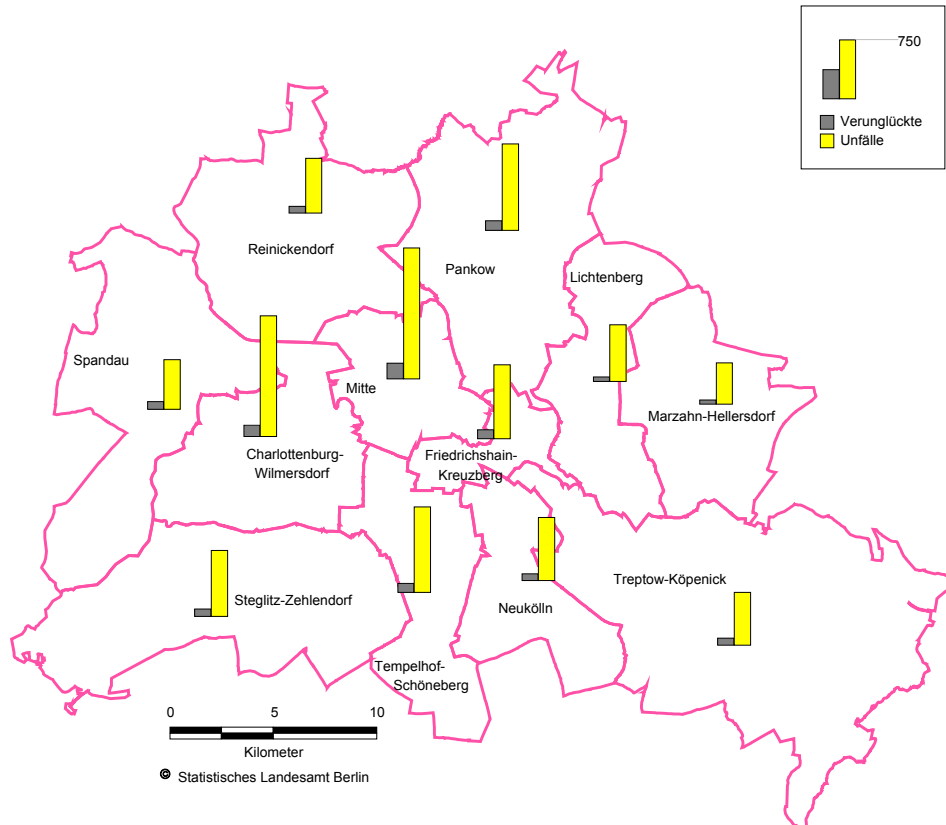 750
Verunglückte
Unfälle
Reinickendorf
Pankow
Lichtenberg
Spandau
Mitte
Marzahn-Hellersdorf
Charlottenburg-
Wilmersdorf
Friedrichshain-
Kreuzberg
Steglitz-Zehlendorf
Neukölln
Treptow-Köpenick
Tempelhof-
Schöneberg
0 5 10
Kilometer
© Statistisches Landesamt Berlin